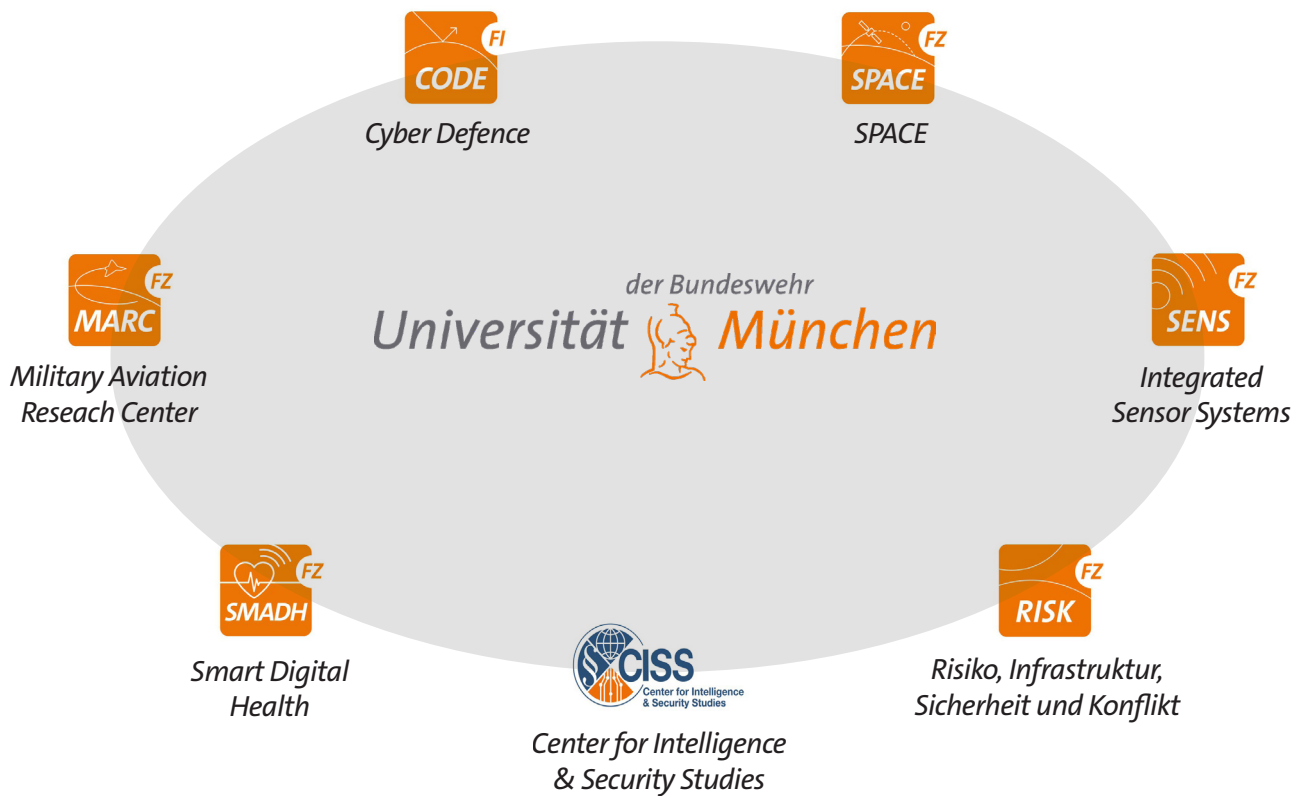 FI
CODE
Cyber Defence
FZ
SPACE
SPACE
FZ
MARC
Military Aviation
Reseach Center
der Bundeswehr
Universität München
FZ
SENS
Integrated
Sensor Systems
FZ
SMADH
Smart Digital
Health
§
CISS
Center for Intelligence
& Security Studies
Center for Intelligence
& Security Studies
FZ
RISK
Risiko, Infrastruktur,
Sicherheit und Konflikt